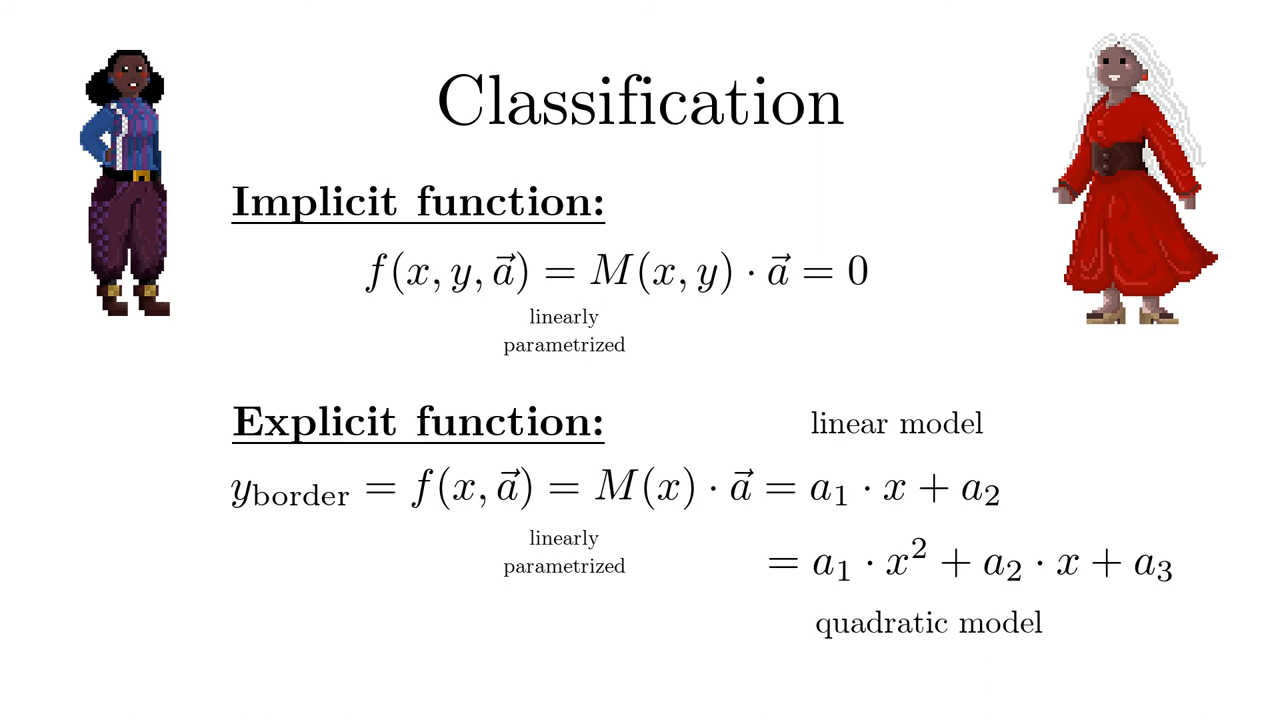 Classification
Implicit function:
f(x, y, a⃗) = M(x, y) · a⃗ = 0
linearly
parametrized
Explicit function:
linear model
y_border = f(x, a⃗) = M(x) · a⃗ = a₁ · x + a₂
linearly
parametrized
= a₁ · x² + a₂ · x + a₃
quadratic model